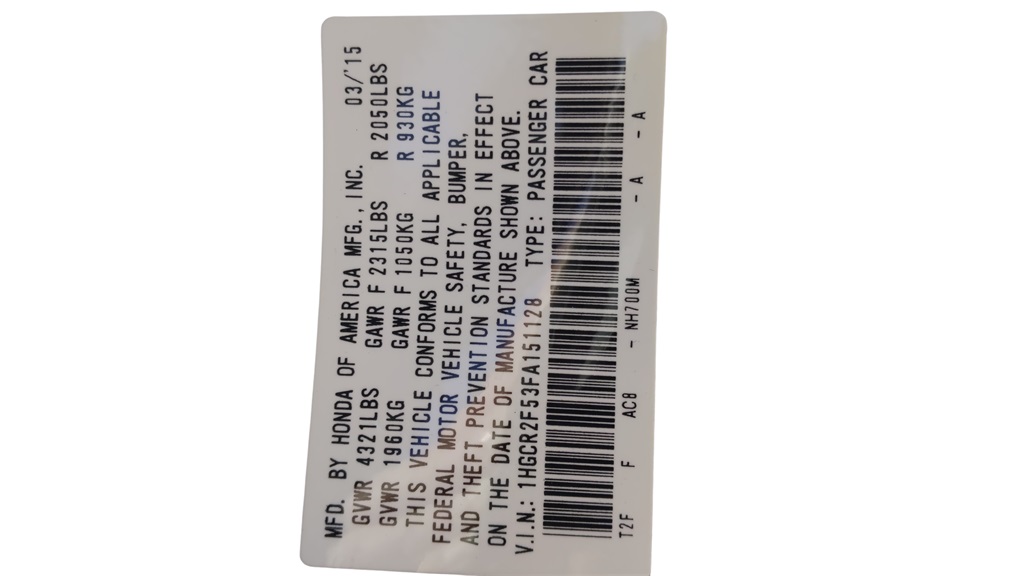 MFD. BY HONDA OF AMERICA MFG., INC. 03/'15
GVWR 4321LBS GAWR F 2315LBS R 2050LBS
GVWR 1960KG GAWR F 1050KG R 930KG
THIS VEHICLE CONFORMS TO ALL APPLICABLE
FEDERAL MOTOR VEHICLE SAFETY, BUMPER,
AND THEFT PREVENTION STANDARDS IN EFFECT
ON THE DATE OF MANUFACTURE SHOWN ABOVE.
V.I.N.: 1HGCR2F53FA151128 TYPE: PASSENGER CAR
T2F F AC8 - NH700M - A - A